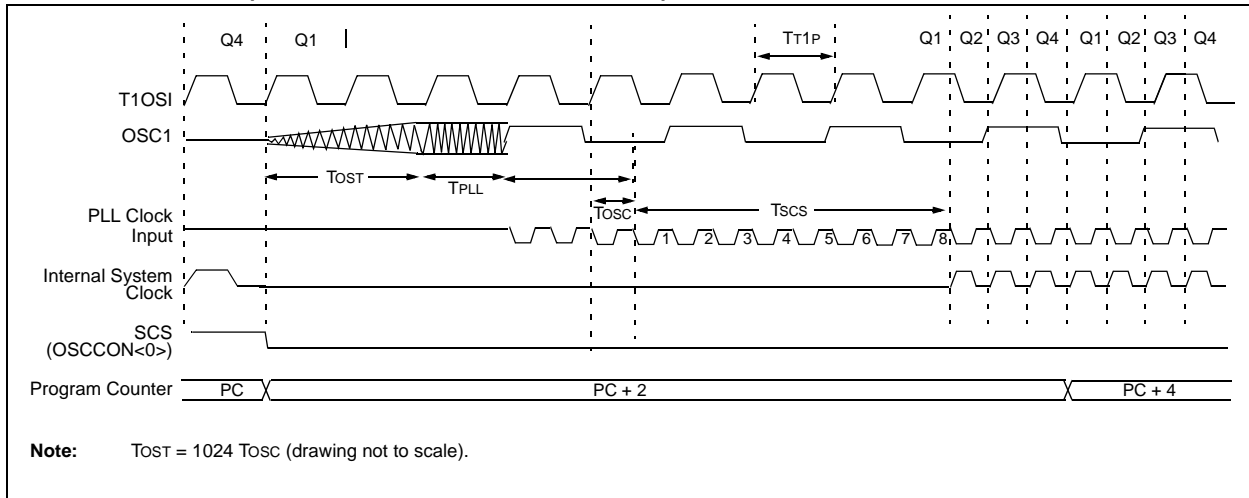 Q4 Q1 TT1P Q1 Q2 Q3 Q4 Q1 Q2 Q3 Q4
T1OSI
OSC1
TOST TPLL
TOSC TSCS
PLL Clock
Input
1 2 3 4 5 6 7 8
Internal System
Clock
SCS
(OSCCON<0>)
Program Counter PC PC + 2 PC + 4
Note: TOST = 1024 TOSC (drawing not to scale).